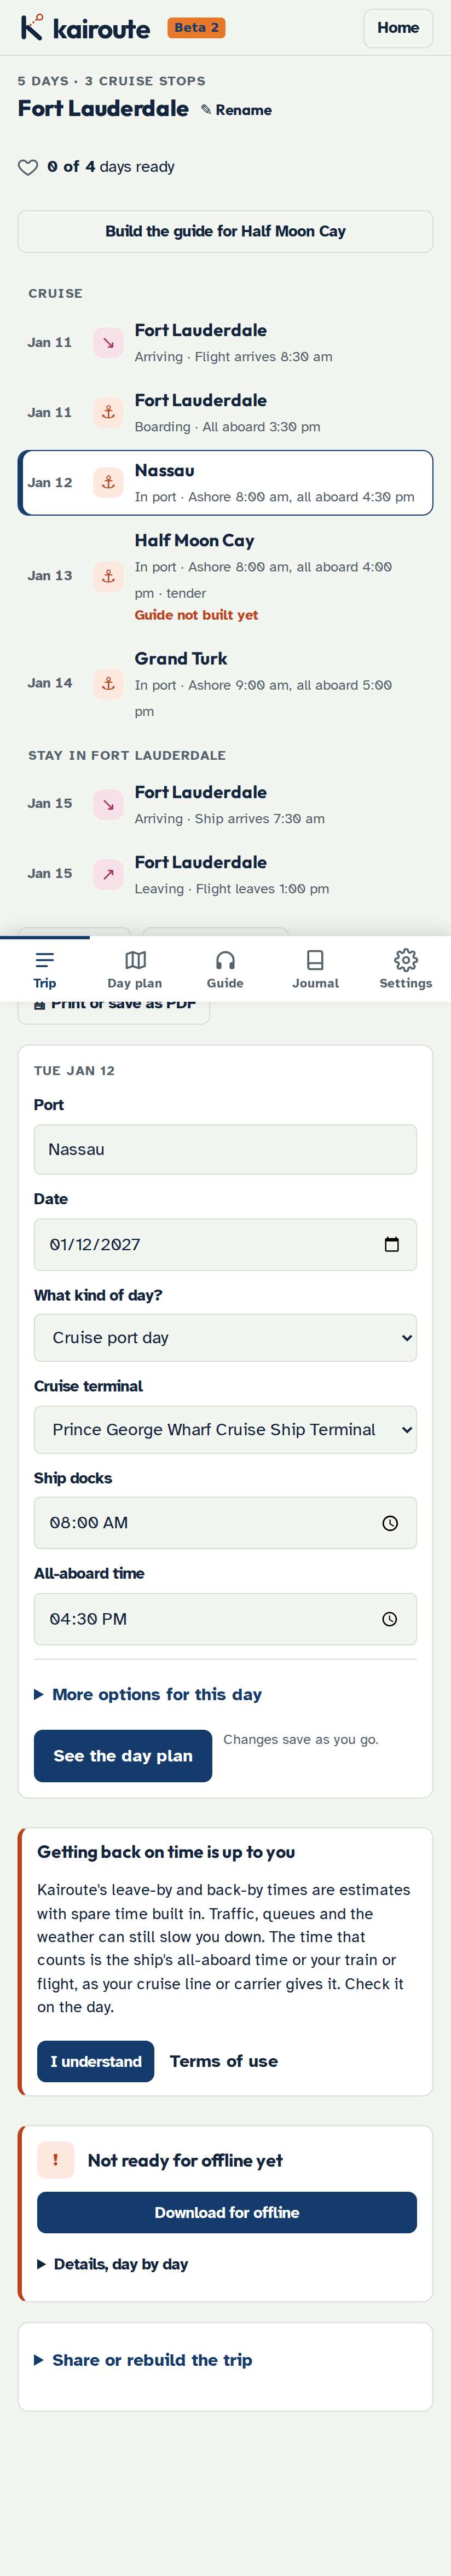 kairoute
Beta 2
Home
5 DAYS · 3 CRUISE STOPS
Fort Lauderdale
✎ Rename
0 of 4 days ready
Build the guide for Half Moon Cay
CRUISE
Jan 11
Fort Lauderdale
Arriving · Flight arrives 8:30 am
Jan 11
Fort Lauderdale
Boarding · All aboard 3:30 pm
Jan 12
Nassau
In port · Ashore 8:00 am, all aboard 4:30 pm
Jan 13
Half Moon Cay
In port · Ashore 8:00 am, all aboard 4:00
pm · tender
Guide not built yet
Jan 14
Grand Turk
In port · Ashore 9:00 am, all aboard 5:00
pm
STAY IN FORT LAUDERDALE
Jan 15
Fort Lauderdale
Arriving · Ship arrives 7:30 am
Jan 15
Fort Lauderdale
Leaving · Flight leaves 1:00 pm
Trip
Day plan
Guide
Journal
Settings
Print or save as PDF
TUE JAN 12
Port
Nassau
Date
01/12/2027
What kind of day?
Cruise port day
Cruise terminal
Prince George Wharf Cruise Ship Terminal
Ship docks
08:00 AM
All-aboard time
04:30 PM
More options for this day
See the day plan
Changes save as you go.
Getting back on time is up to you
Kairoute's leave-by and back-by times are estimates
with spare time built in. Traffic, queues and the
weather can still slow you down. The time that
counts is the ship's all-aboard time or your train or
flight, as your cruise line or carrier gives it. Check it
on the day.
I understand
Terms of use
!
Not ready for offline yet
Download for offline
Details, day by day
Share or rebuild the trip